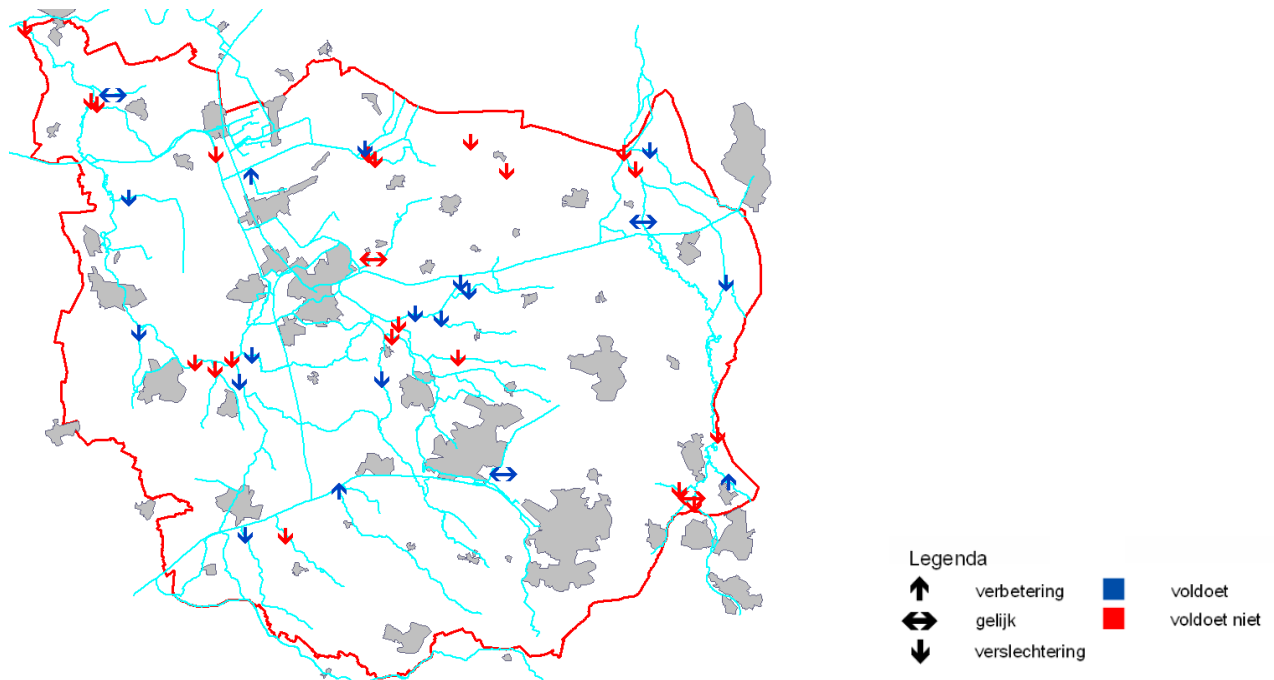 Legenda
verbetering voldoet
gelijk voldoet niet
verslechtering